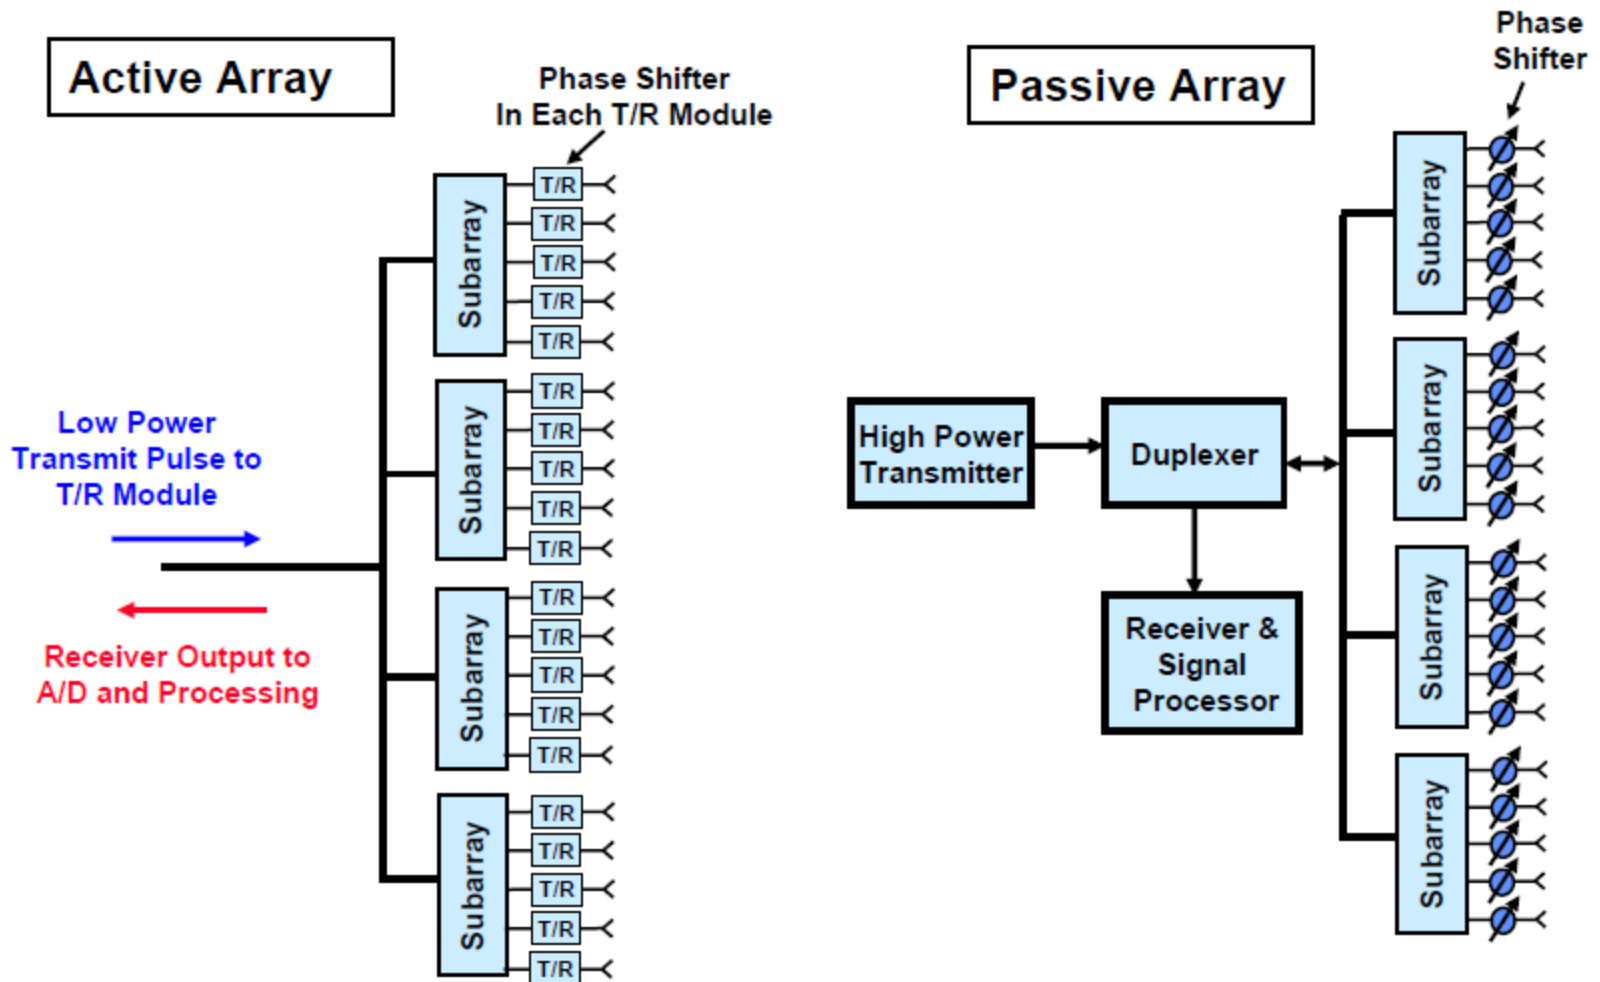 Active Array
Phase Shifter
In Each T/R Module
Subarray
T/R
T/R
T/R
T/R
T/R
Subarray
T/R
T/R
T/R
T/R
T/R
Subarray
T/R
T/R
T/R
T/R
T/R
Subarray
T/R
T/R
T/R
T/R
T/R
Low Power
Transmit Pulse to
T/R Module
Receiver Output to
A/D and Processing
Passive Array
Phase
Shifter
High Power
Transmitter
Duplexer
Receiver &
Signal
Processor
Subarray
Subarray
Subarray
Subarray